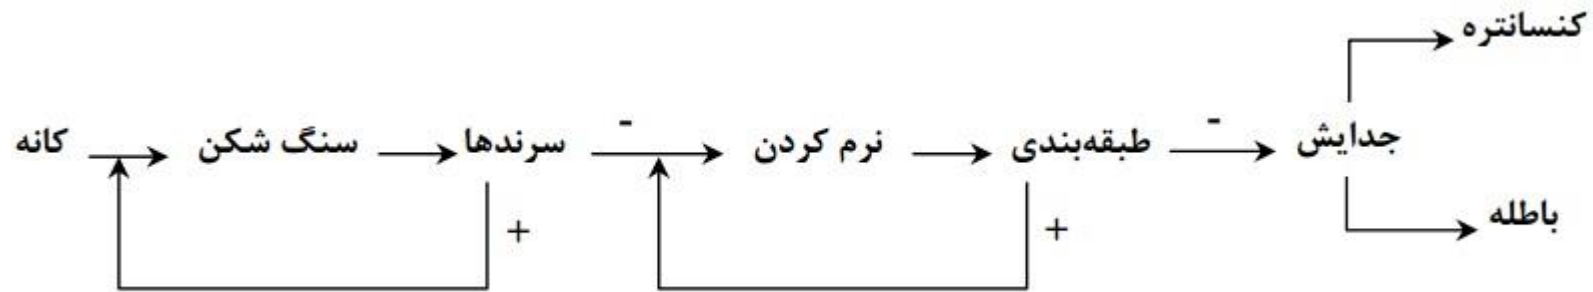 کنسانتره
کانه
سنگ شکن
سرندها
-
نرم کردن
طبقه‌بندی
-
جدایش
+
+
باطله